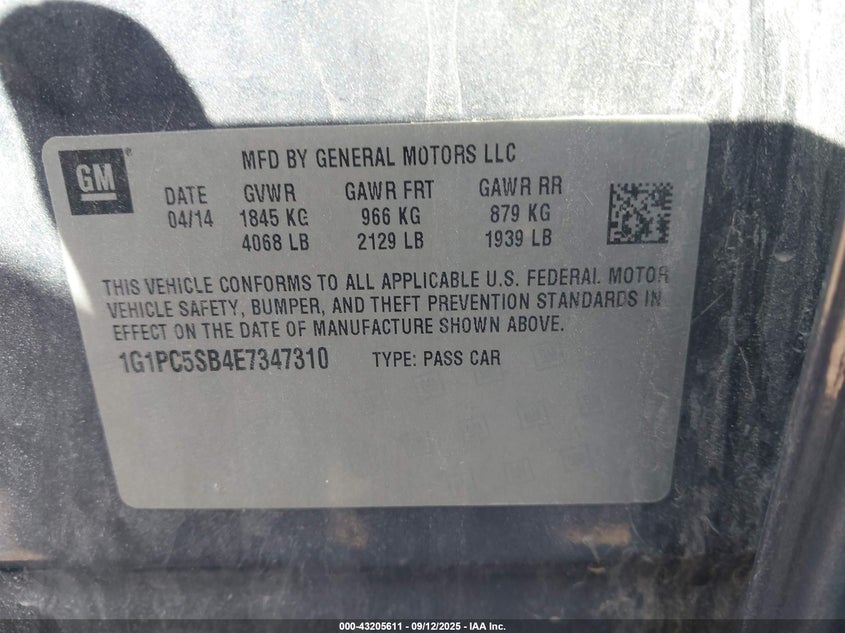 GM
MFD BY GENERAL MOTORS LLC
DATE GVWR GAWR FRT GAWR RR
04/14 1845 KG 966 KG 879 KG
4068 LB 2129 LB 1939 LB
THIS VEHICLE CONFORMS TO ALL APPLICABLE U.S. FEDERAL MOTOR
VEHICLE SAFETY, BUMPER, AND THEFT PREVENTION STANDARDS IN
EFFECT ON THE DATE OF MANUFACTURE SHOWN ABOVE.
1G1PC5SB4E7347310 TYPE: PASS CAR
000-43205611 - 09/12/2025 - IAA Inc.